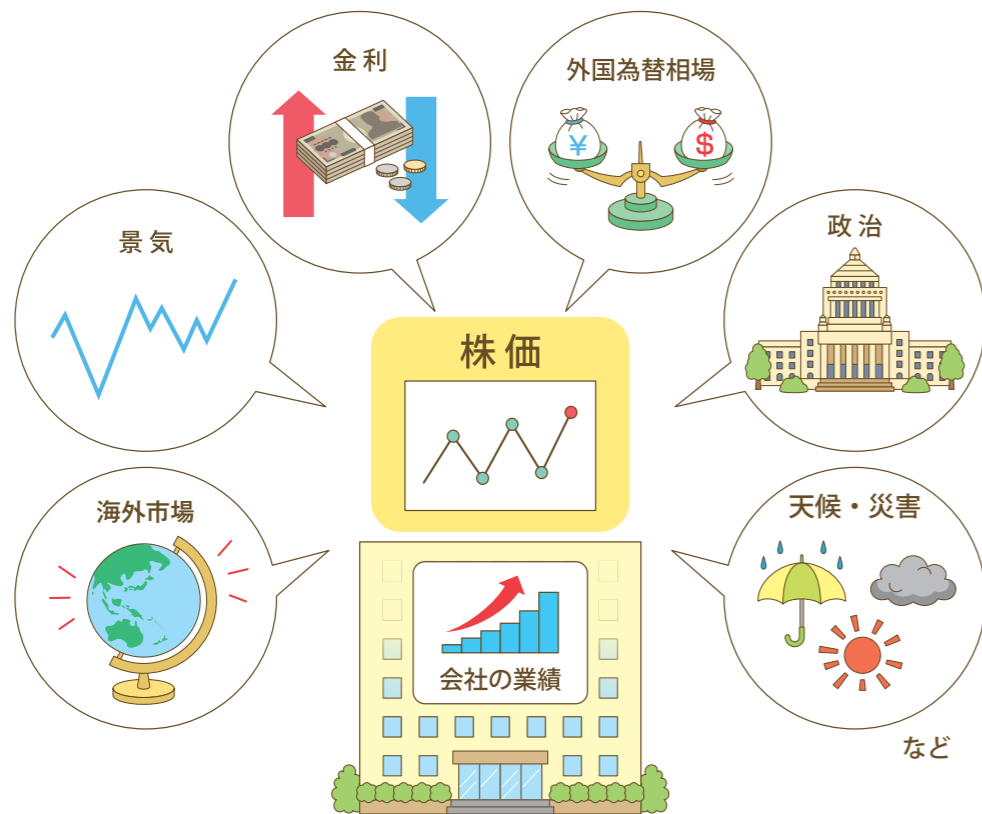 金利
外国為替相場
景気
政治
株価
海外市場
天候・災害
¥
$
会社の業績
など